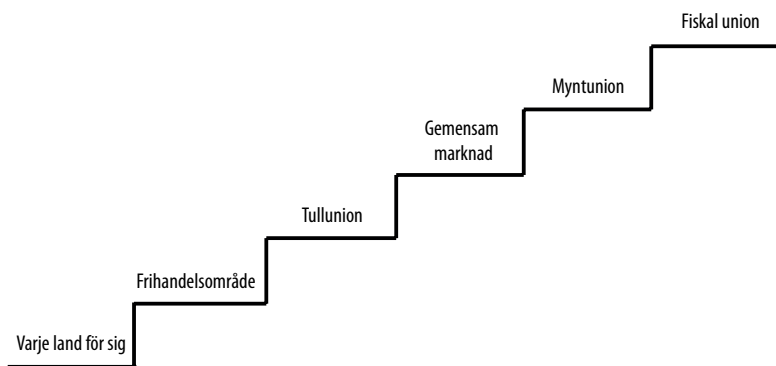 Fiskal union
Myntunion
Gemensam
marknad
Tullunion
Frihandelsområde
Varje land för sig